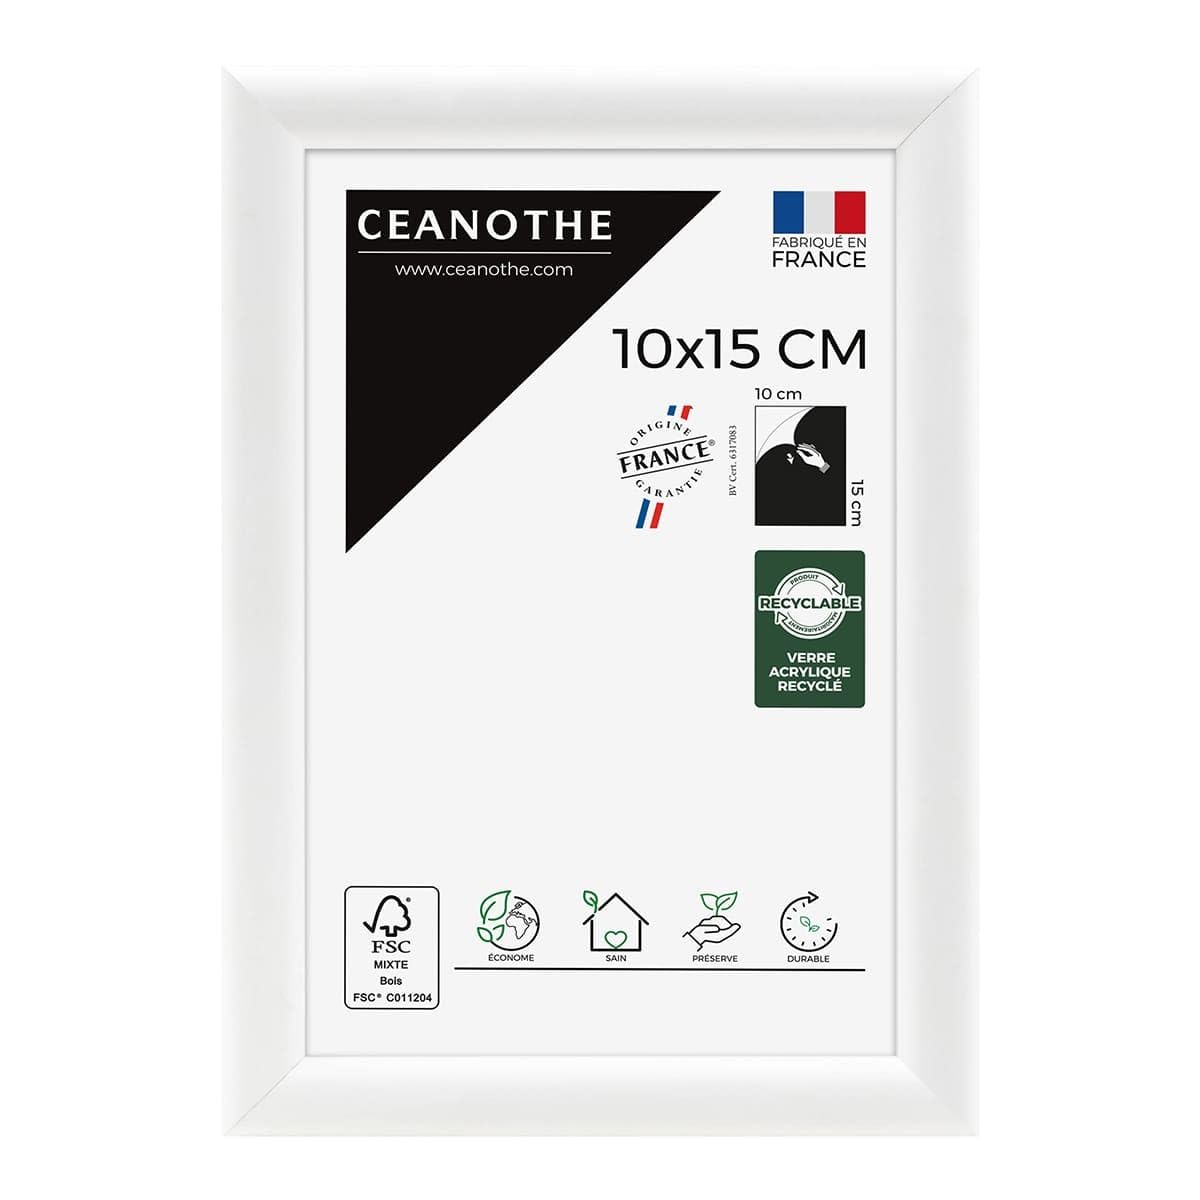 CEANOTHE
www.ceanothe.com
FABRIQUÉ EN
FRANCE
10x15 CM
10 cm
15 cm
ORIGINE
FRANCE®
GARANTIE
BV Cert. 6317083
PRODUIT
RECYCLABLE
MAJORITAIREMENT
VERRE
ACRYLIQUE
RECYCLÉ
FSC
MIXTE
Bois
FSC® C011204
ÉCONOME
SAIN
PRÉSERVE
DURABLE